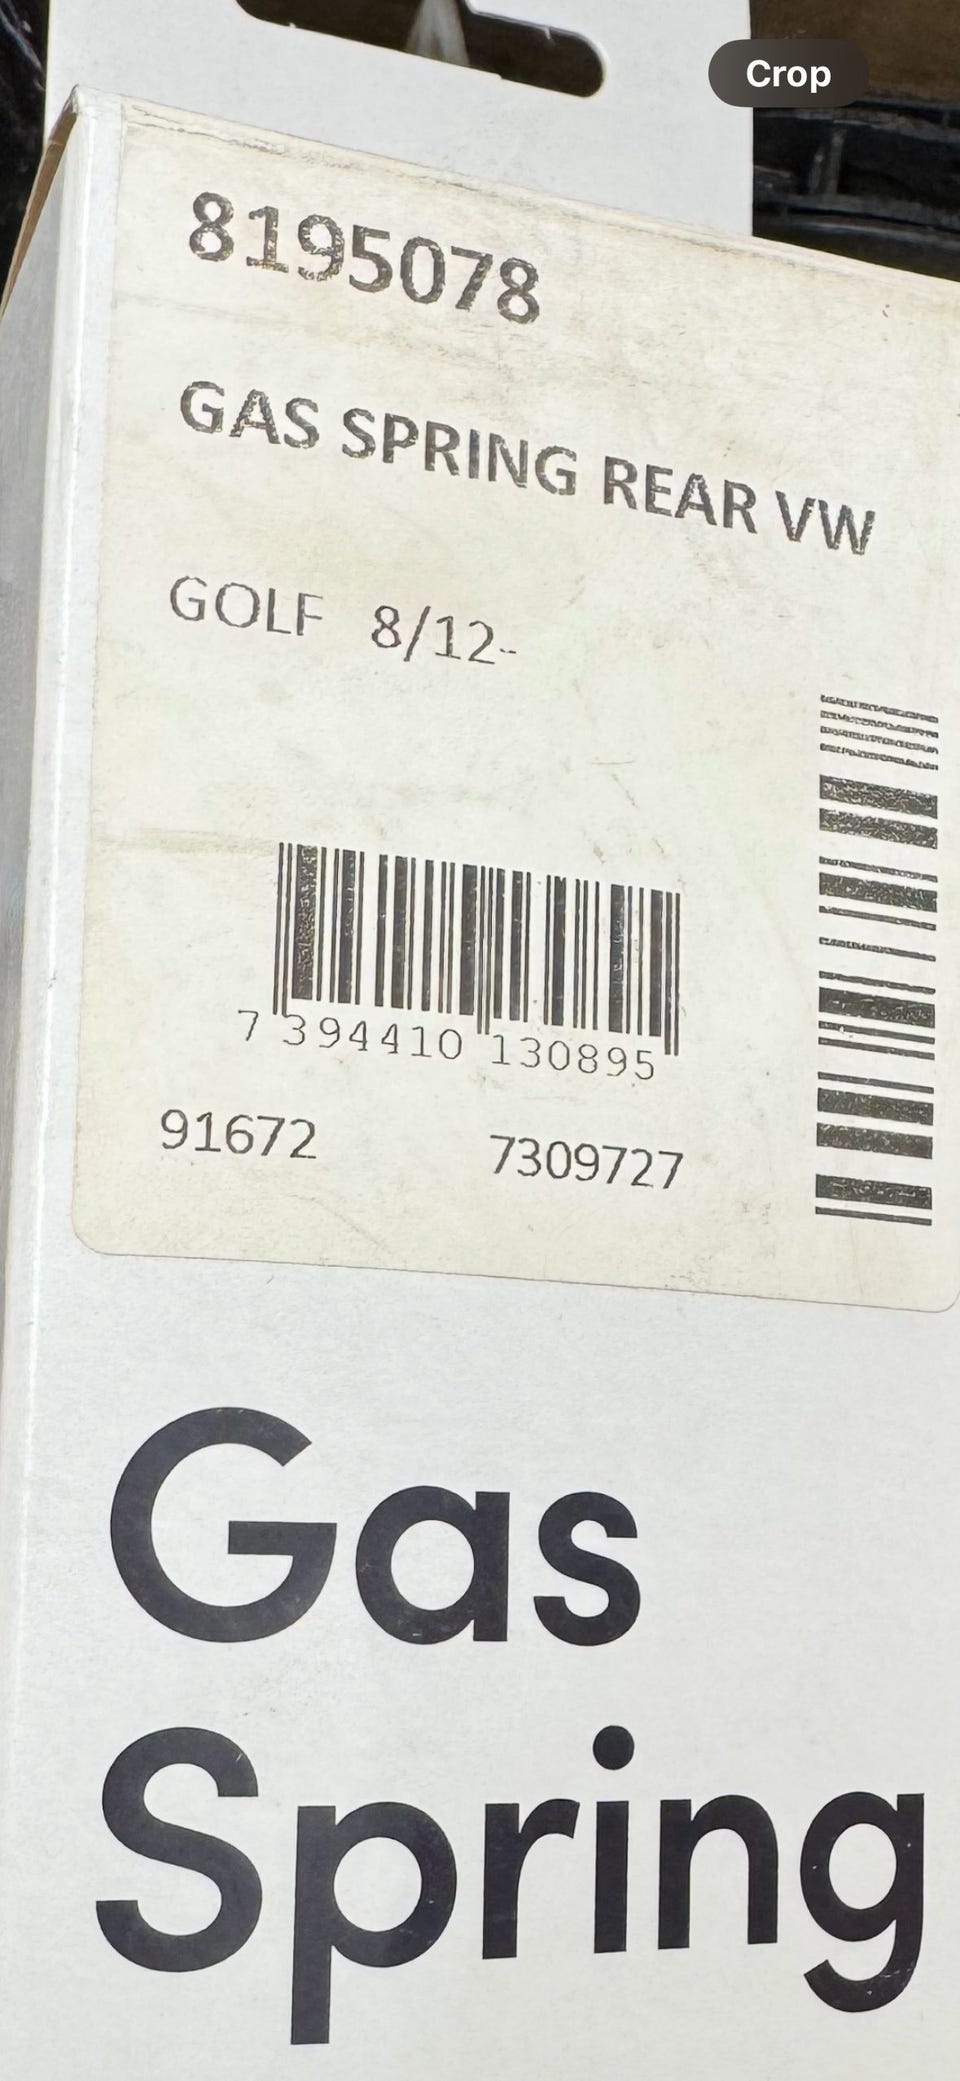 Crop
8195078
GAS SPRING REAR VW
GOLF 8/12-
7 394410 130895
91672 7309727
Gas
Spring